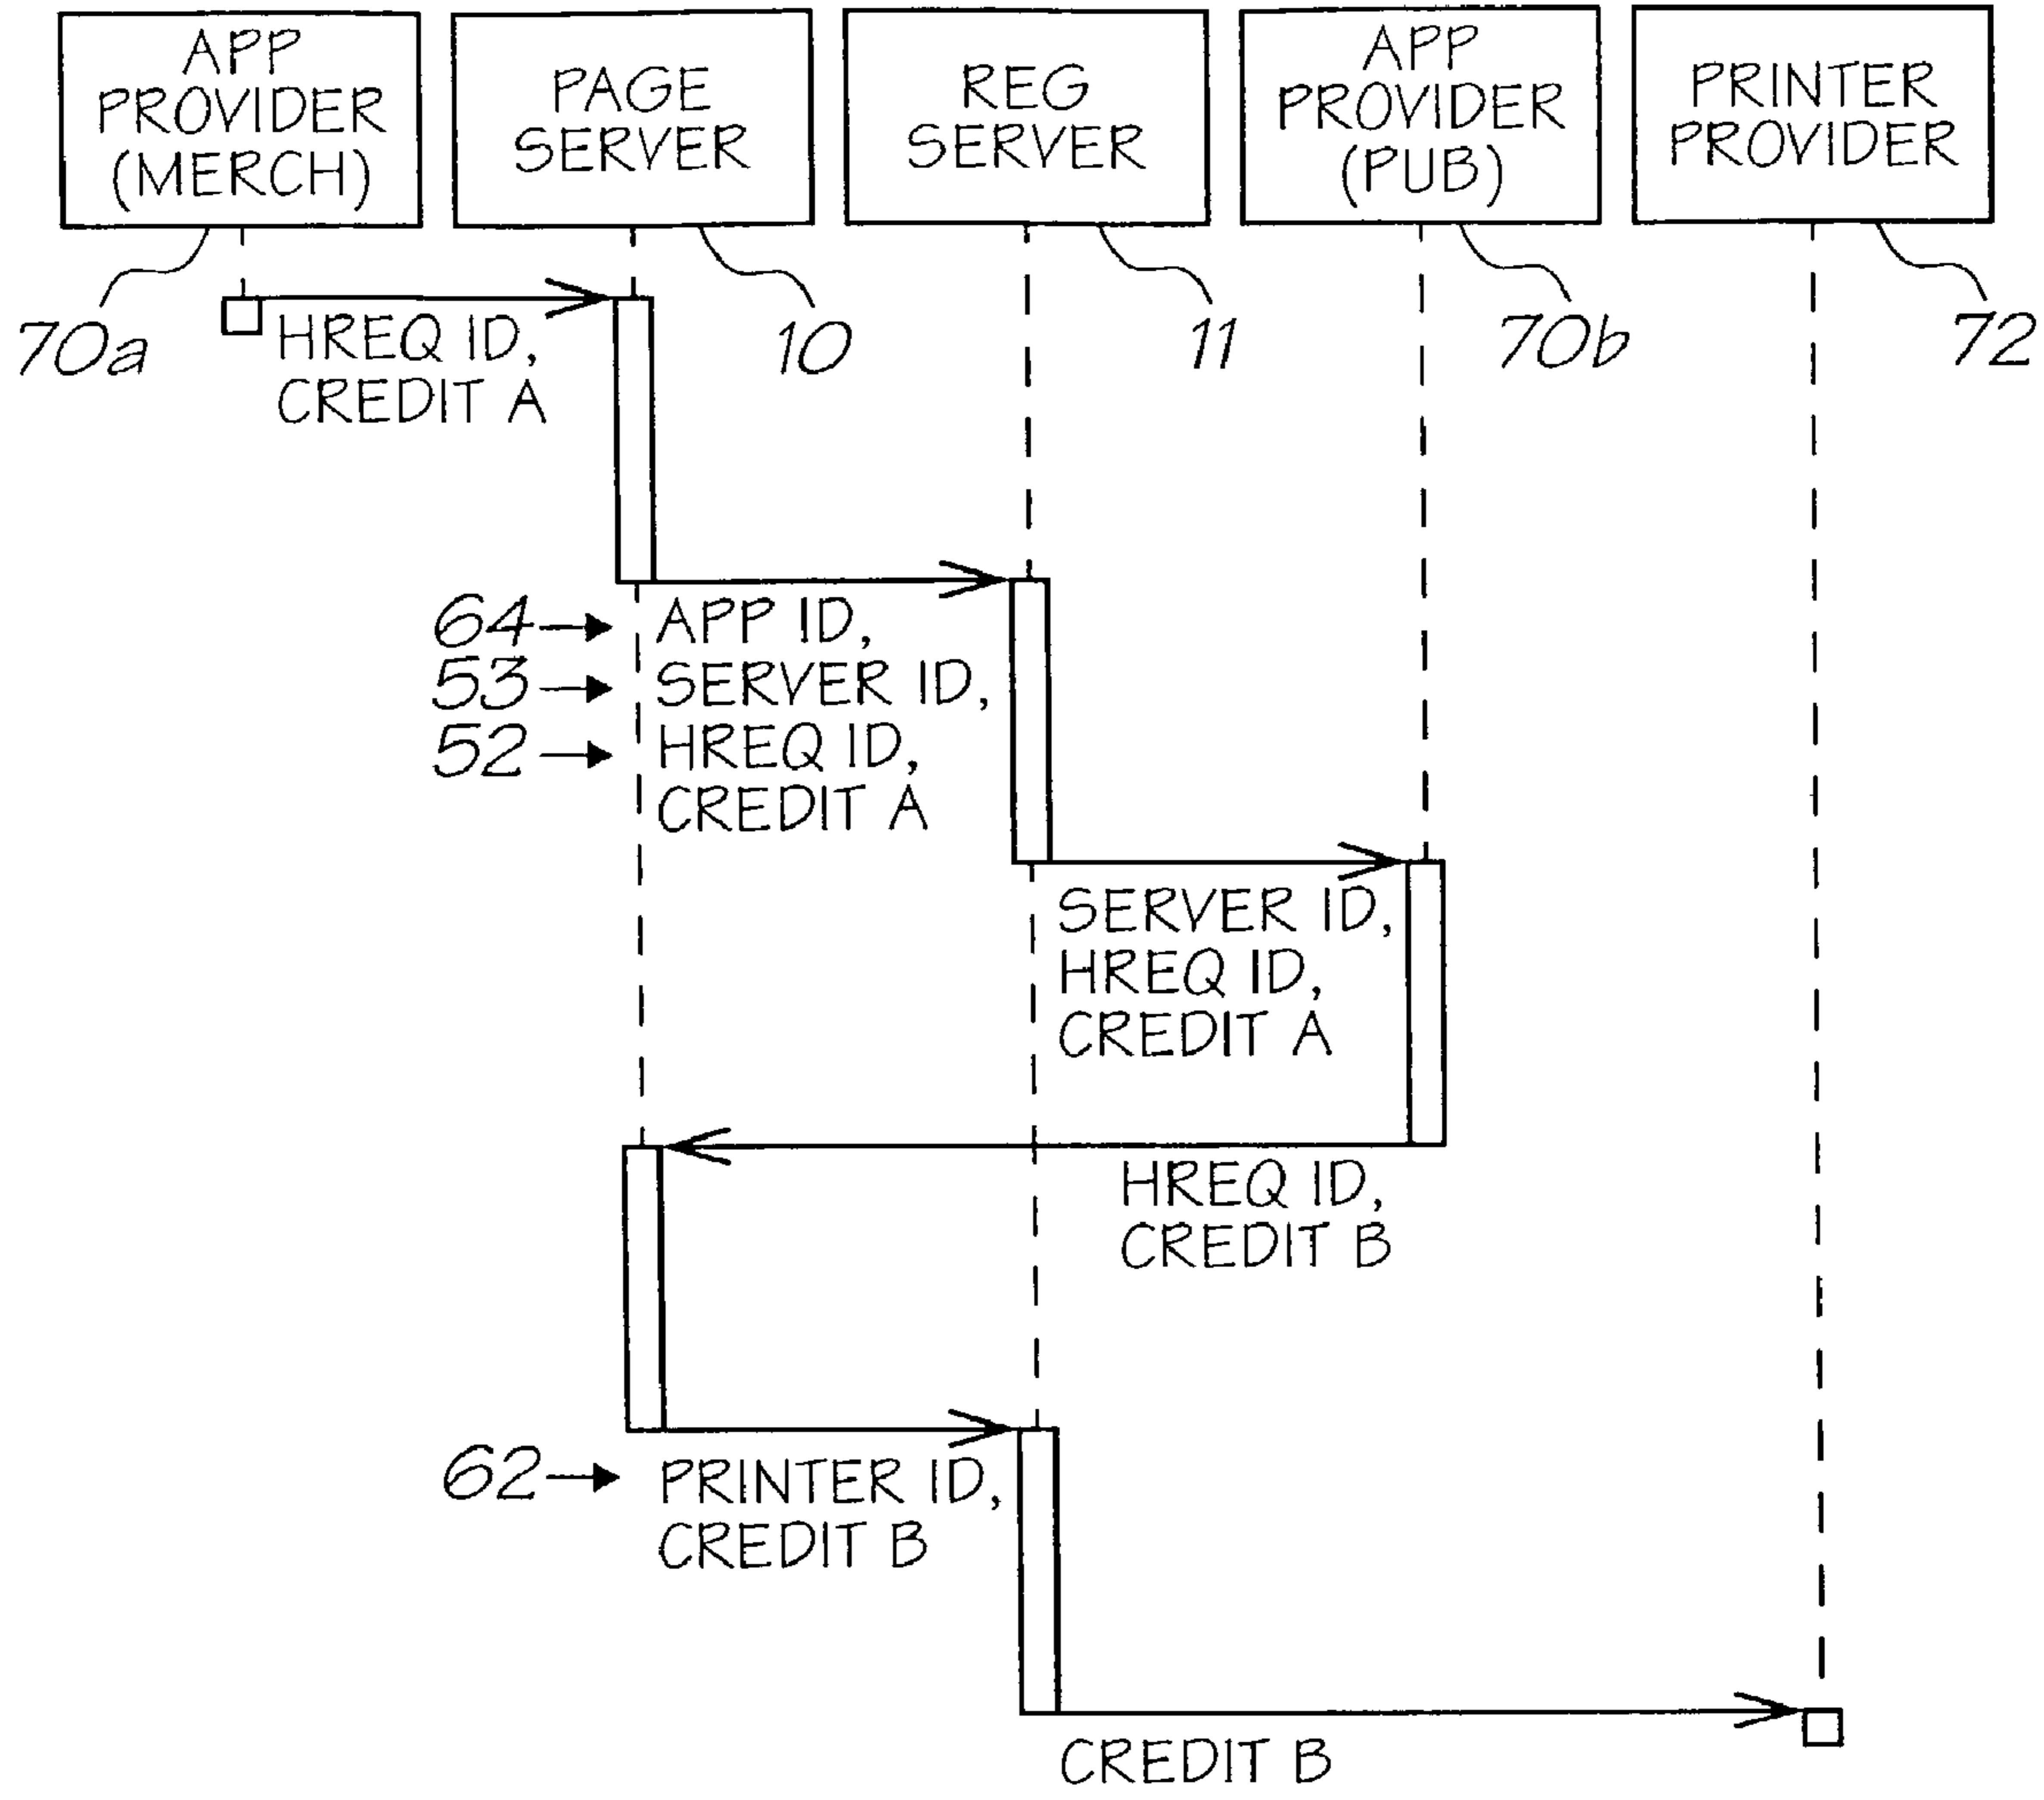 APP
PROVIDER
(MERCH)
PAGE
SERVER
REG
SERVER
APP
PROVIDER
(PUB)
PRINTER
PROVIDER
70a
10
11
70b
72
HREQ ID,
CREDIT A
64
APP ID,
53
SERVER ID,
52
HREQ ID,
CREDIT A
SERVER ID,
HREQ ID,
CREDIT A
HREQ ID,
CREDIT B
62
PRINTER ID,
CREDIT B
CREDIT B